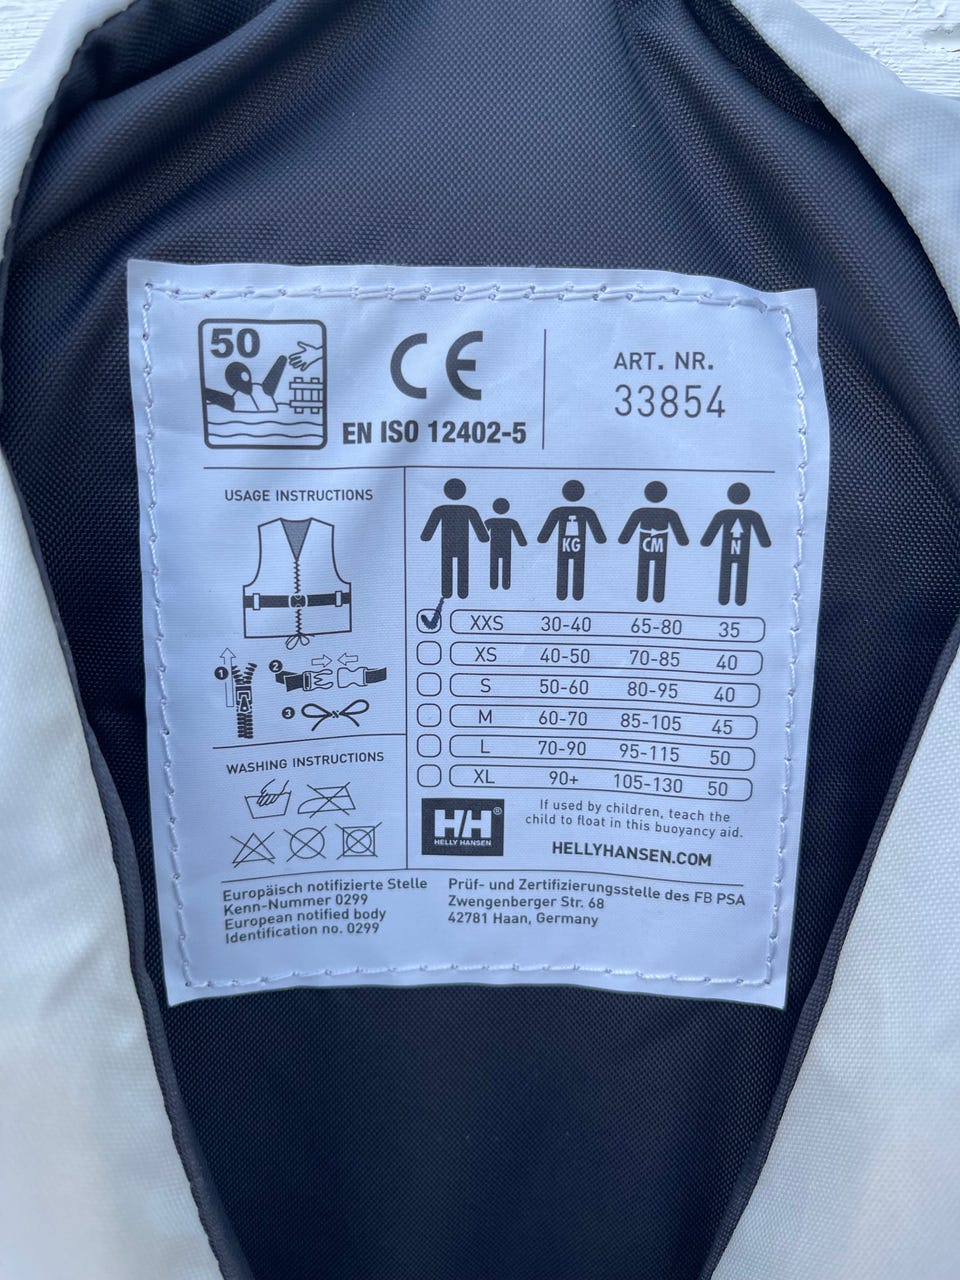 50
CE
EN ISO 12402-5
ART. NR.
33854
USAGE INSTRUCTIONS
1
2
3
WASHING INSTRUCTIONS
KG
CM
N
XXS 30-40 65-80 35
XS 40-50 70-85 40
S 50-60 80-95 40
M 60-70 85-105 45
L 70-90 95-115 50
XL 90+ 105-130 50
HH®
HELLY HANSEN
If used by children, teach the
child to float in this buoyancy aid.
HELLYHANSEN.COM
Europäisch notifizierte Stelle
Kenn-Nummer 0299
European notified body
Identification no. 0299
Prüf- und Zertifizierungsstelle des FB PSA
Zwengenberger Str. 68
42781 Haan, Germany